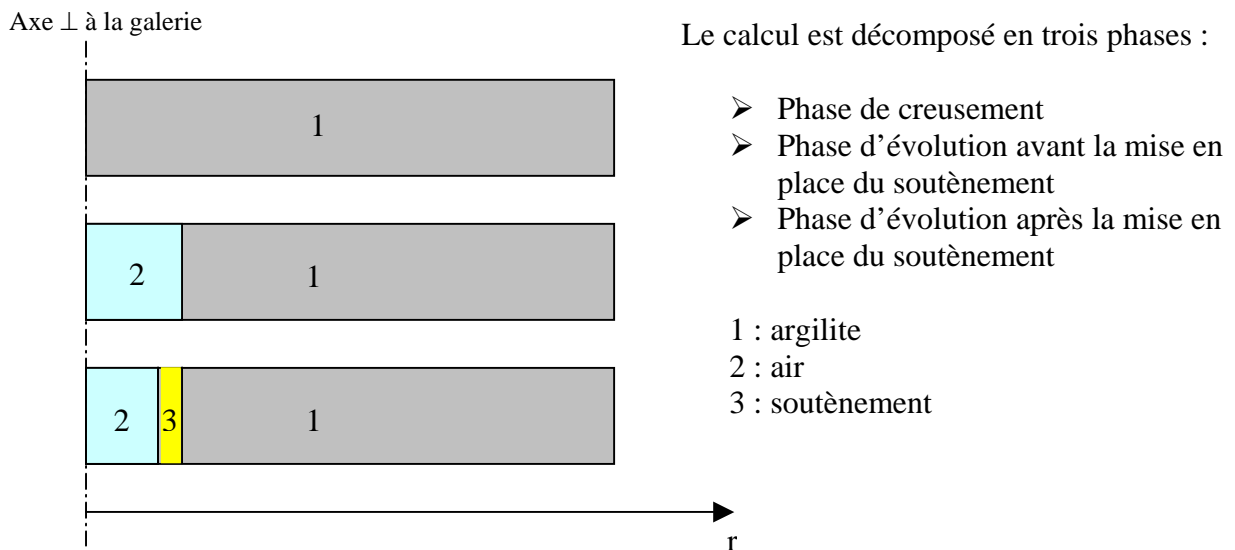 Axe ⊥ à la galerie
1
2
1
2
3
1
r
Le calcul est décomposé en trois phases :
➢ Phase de creusement
➢ Phase d’évolution avant la mise en
place du soutènement
➢ Phase d’évolution après la mise en
place du soutènement
1 : argilite
2 : air
3 : soutènement